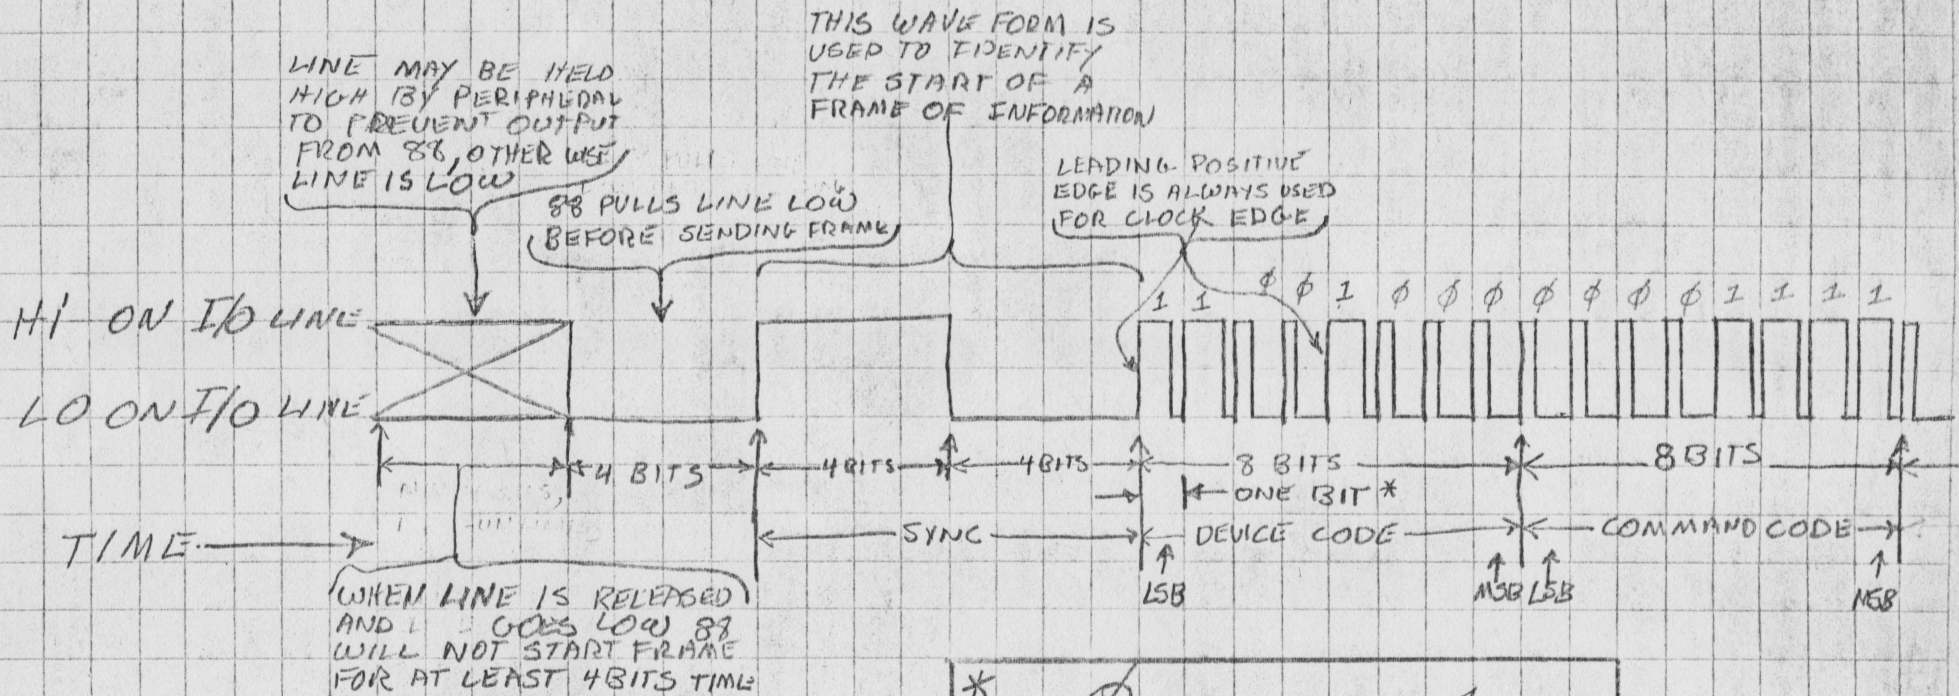 THIS WAVE FORM IS
USED TO IDENTIFY
THE START OF A
FRAME OF INFORMATION
LINE MAY BE HELD
HIGH BY PERIPHERAL
TO PREVENT OUTPUT
FROM 88, OTHER WISE
LINE IS LOW
88 PULLS LINE LOW
BEFORE SENDING FRAME
LEADING POSITIVE
EDGE IS ALWAYS USED
FOR CLOCK EDGE
1 1 ϕ ϕ 1 ϕ ϕ ϕ ϕ ϕ ϕ ϕ 1 1 1 1
Hi ON I/O LINE
LO ON I/O LINE
4 BITS 4 BITS 4 BITS 8 BITS 8 BITS
ONE BIT *
TIME
SYNC DEVICE CODE COMMAND CODE
LSB MSB LSB MSB
WHEN LINE IS RELEASED
AND GOES LOW 88
WILL NOT START FRAME
FOR AT LEAST 4 BITS TIME
*